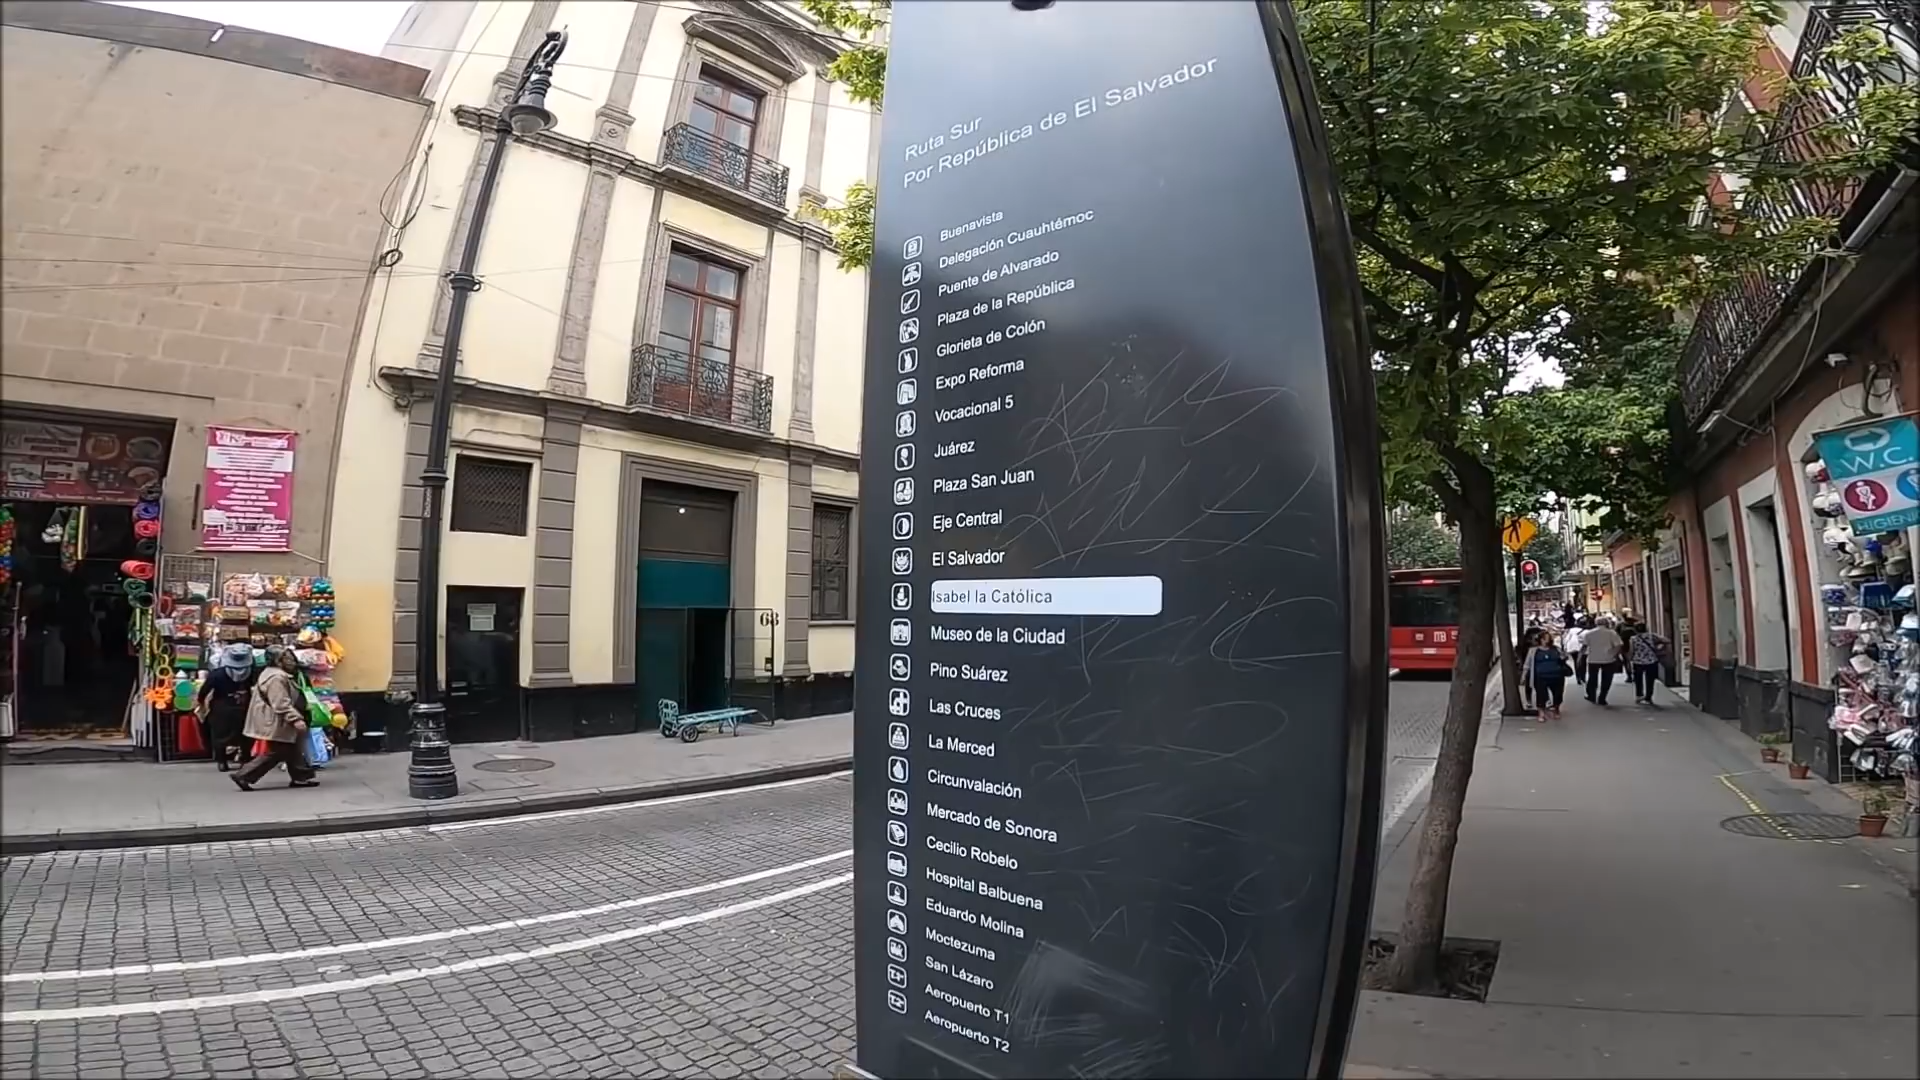 Ruta Sur
Por República de El Salvador
Buenavista
Delegación Cuauhtémoc
Puente de Alvarado
Plaza de la República
Glorieta de Colón
Expo Reforma
Vocacional 5
Juárez
Plaza San Juan
Eje Central
El Salvador
Isabel la Católica
Museo de la Ciudad
Pino Suárez
Las Cruces
La Merced
Circunvalación
Mercado de Sonora
Cecilio Robelo
Hospital Balbuena
Eduardo Molina
Moctezuma
San Lázaro
Aeropuerto T1
Aeropuerto T2
68
W.C.
HIGIENI